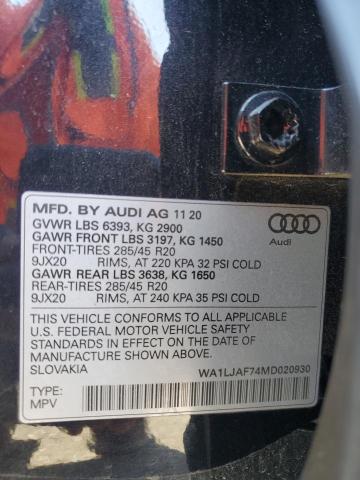 MFD. BY AUDI AG 11 20
GVWR LBS 6393, KG 2900
GAWR FRONT LBS 3197, KG 1450
FRONT-TIRES 285/45 R20
9JX20 RIMS, AT 220 KPA 32 PSI COLD
GAWR REAR LBS 3638, KG 1650
REAR-TIRES 285/45 R20
9JX20 RIMS, AT 240 KPA 35 PSI COLD
Audi
THIS VEHICLE CONFORMS TO ALL APPLICABLE
U.S. FEDERAL MOTOR VEHICLE SAFETY
STANDARDS IN EFFECT ON THE DATE OF
MANUFACTURE SHOWN ABOVE.
SLOVAKIA WA1LJAF74MD020930
TYPE:
MPV